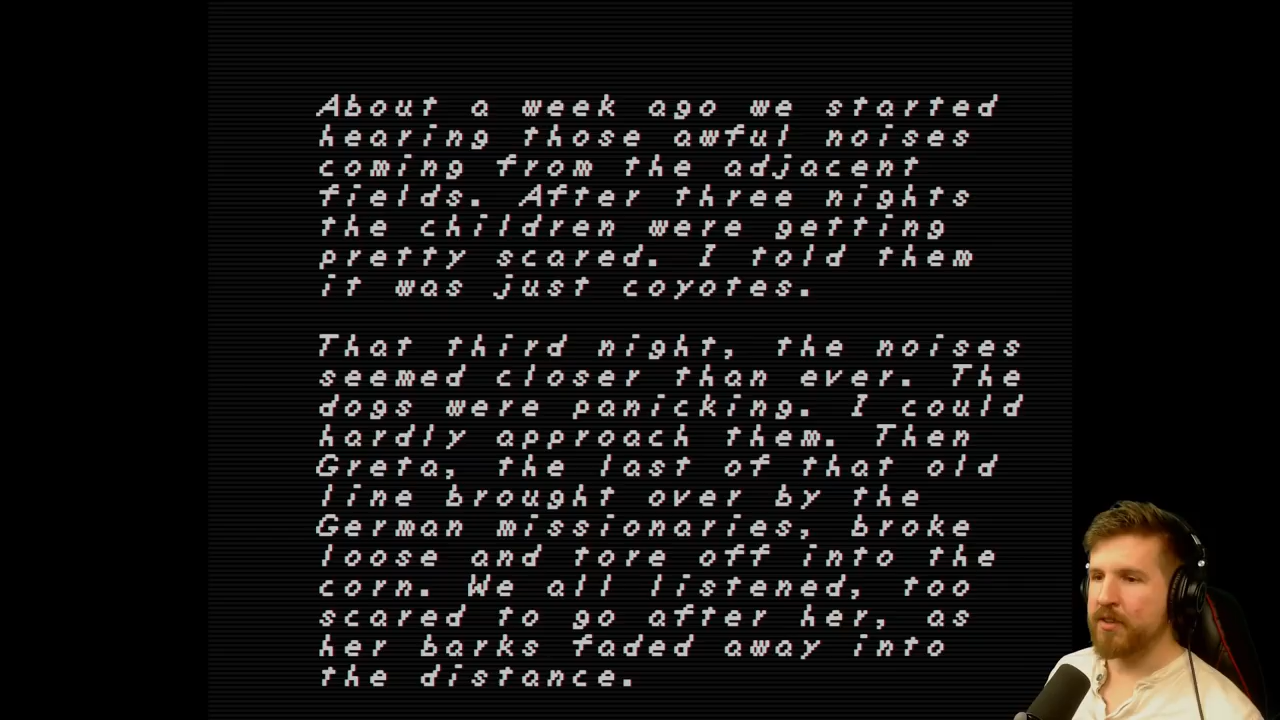 About a week ago we started
hearing those awful noises
coming from the adjacent
fields. After three nights
the children were getting
pretty scared. I told them
it was just coyotes.
That third night, the noises
seemed closer than ever. The
dogs were panicking. I could
hardly approach them. Then
Greta, the last of that old
line brought over by the
German missionaries, broke
loose and tore off into the
corn. We all listened, too
scared to go after her, as
her barks faded away into
the distance.